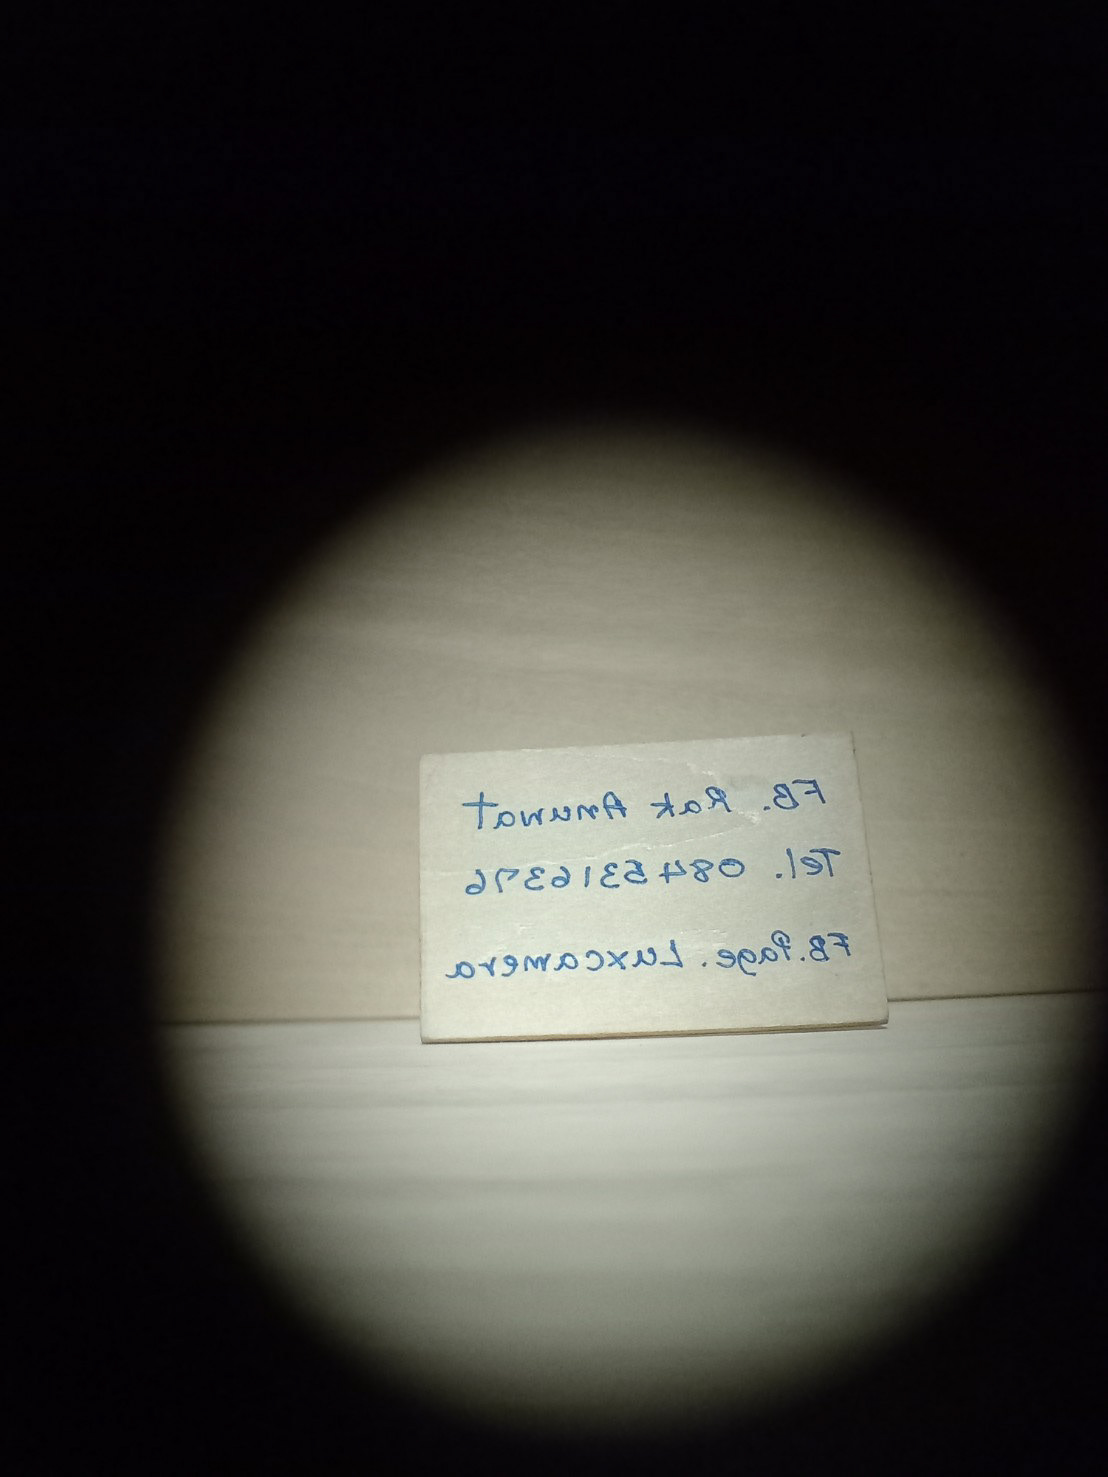 FB. Rak Anuwat
Tel. 0845316376
FB.Page. Luxcamera